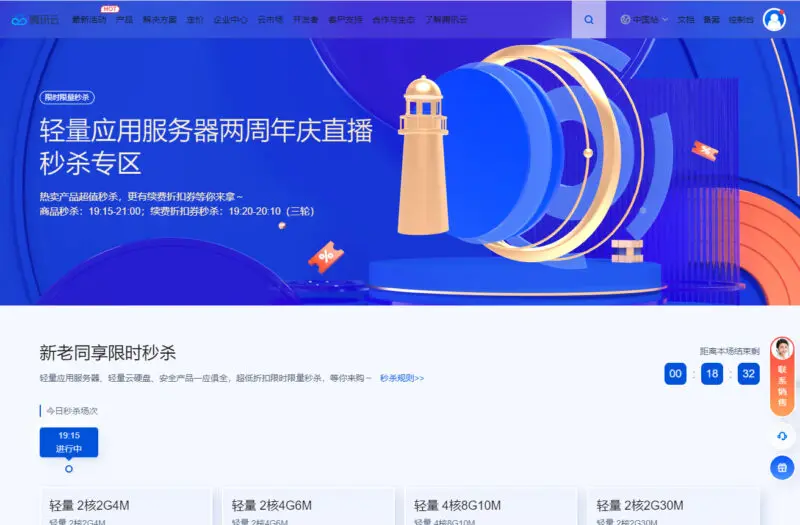 腾讯云
最新活动
HOT
产品
解决方案
定价
企业中心
云市场
开发者
客户支持
合作与生态
了解腾讯云
中国站
文档
备案
控制台
限时限量秒杀
轻量应用服务器两周年庆直播
秒杀专区
热卖产品超值秒杀，更有续费折扣券等你来拿～
商品秒杀：19:15-21:00；续费折扣券秒杀：19:20-20:10（三轮）
新老同享限时秒杀
轻量应用服务器、轻量云硬盘、安全产品一应俱全，超低折扣限时限量秒杀，等你来购～ 秒杀规则>>
距离本场结束剩
00 : 18 : 32
联系销售
今日秒杀场次
19:15
进行中
轻量 2核2G4M
轻量 2核2G4M
轻量 2核4G6M
轻量 2核4G6M
轻量 4核8G10M
轻量 4核8G10M
轻量 2核2G30M
轻量 2核2G30M